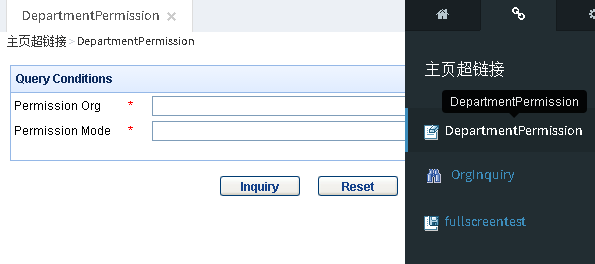 DepartmentPermission
主页超链接 > DepartmentPermission
Query Conditions
Permission Org *
Permission Mode *
Inquiry Reset
主页超链接
DepartmentPermission
DepartmentPermission
OrgInquiry
fullscreentest